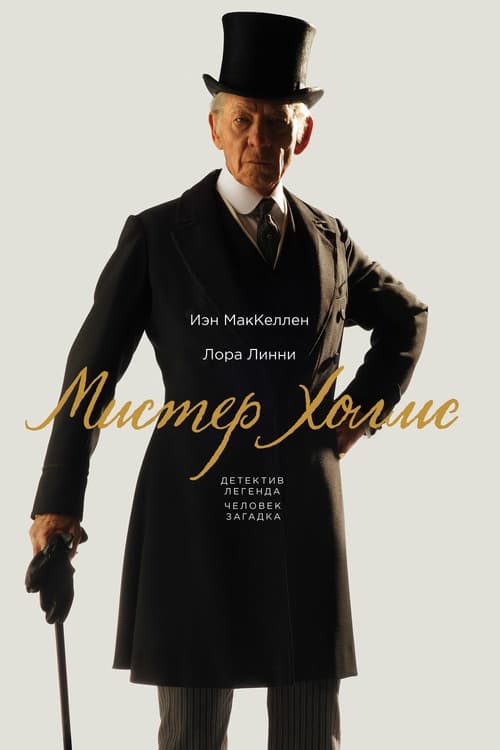 Иэн МакКеллен
Лора Линни
Мистер Холмс
ДЕТЕКТИВ
ЛЕГЕНДА
ЧЕЛОВЕК
ЗАГАДКА